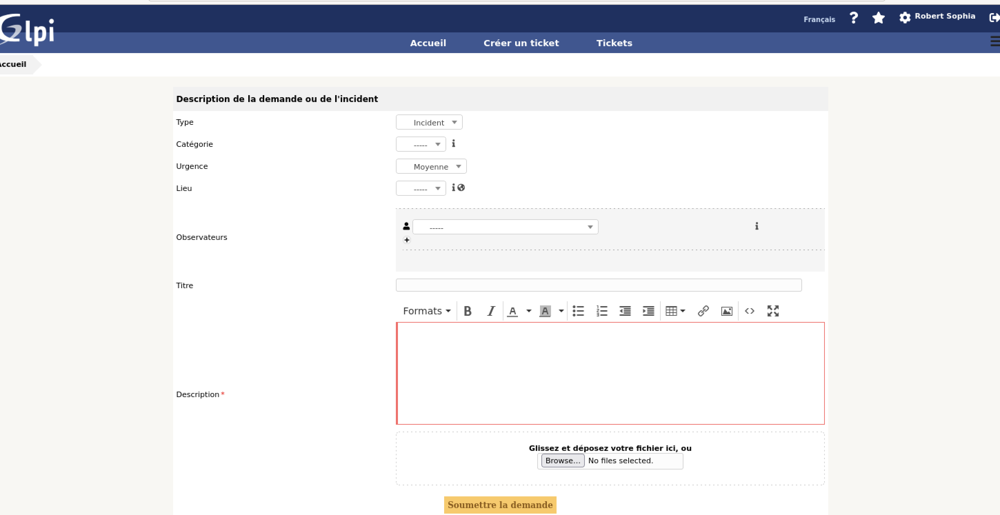 Glpi
Français ? Robert Sophia
Accueil Créer un ticket Tickets
Accueil
Description de la demande ou de l'incident
Type Incident
Catégorie -----
Urgence Moyenne
Lieu -----
-----
Observateurs
Titre
Formats B I A A
Description *
Glissez et déposez votre fichier ici, ou
Browse... No files selected.
Soumettre la demande